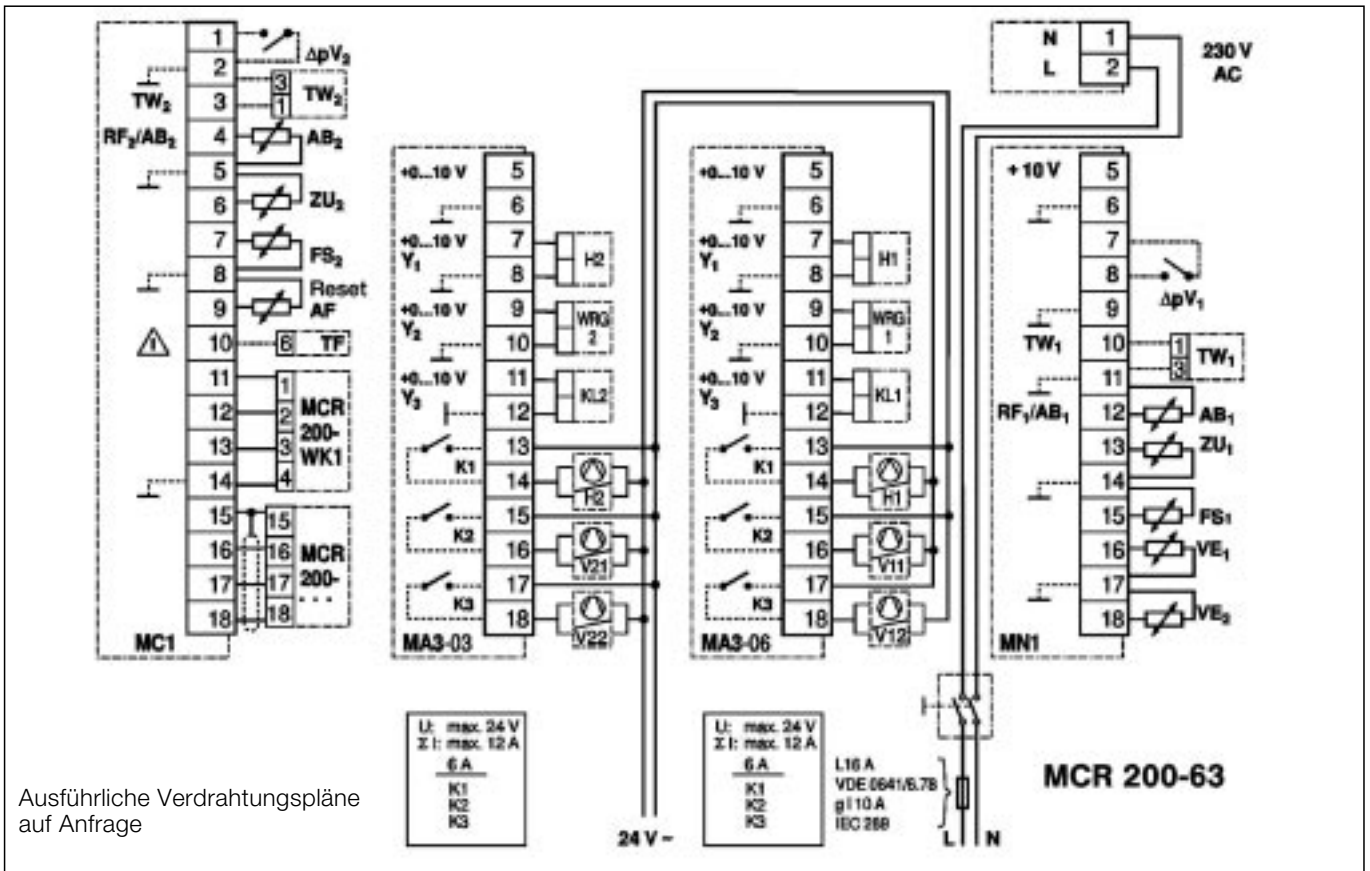 1
2
3
4
5
6
7
8
9
10
11
12
13
14
15
16
17
18
ΔpV₂
TW₂
3
1
TW₂
RF₂/AB₂
AB₂
ZU₂
FS₂
Reset
AF
6 TF
1
2
3
4
MCR
200-
WK1
15
16
17
18
MCR
200-
. . .
MC1
+0...10 V
+0...10 V
Y₁
+0...10 V
Y₂
+0...10 V
Y₃
5
6
7
8
9
10
11
12
13
14
15
16
17
18
H2
WRG
2
KL2
K1
K2
K3
H2
V21
V22
MA3-03
+0...10 V
+0...10 V
Y₁
+0...10 V
Y₂
+0...10 V
Y₃
5
6
7
8
9
10
11
12
13
14
15
16
17
18
H1
WRG
1
KL1
K1
K2
K3
H1
V11
V12
MA3-06
N 1
L 2
230 V
AC
+10 V
5
6
7
8
9
10
11
12
13
14
15
16
17
18
ΔpV₁
TW₁
1
3
TW₁
RF₁/AB₁
AB₁
ZU₁
FS₁
VE₁
VE₂
MN1
U: max. 24 V
Σ I: max. 12 A
6 A
K1
K2
K3
U: max. 24 V
Σ I: max. 12 A
6 A
K1
K2
K3
L16 A
VDE 0641/6.78
gl 10 A
IEC 269
24 V ~
L N
MCR 200-63
Ausführliche Verdrahtungspläne
auf Anfrage